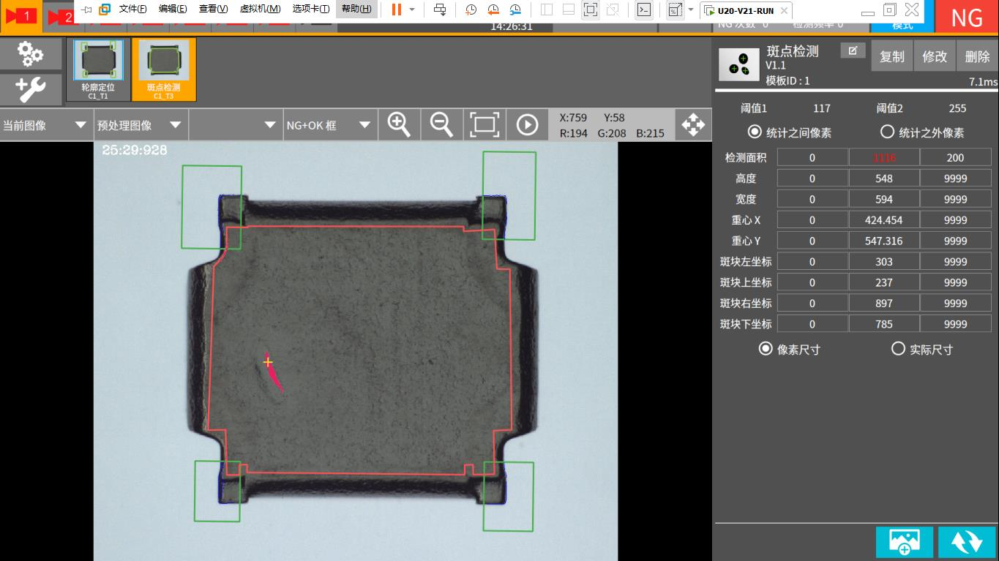 1
2
文件(F) 编辑(E) 查看(V) 虚拟机(M) 选项卡(T) 帮助(H)
U20-V21-RUN
14:26:31
NG 次数 0 检测频率 0
模式
NG
轮廓定位
C1_T1
斑点检测
C1_T3
斑点检测
V1.1
模板ID : 1
复制 修改 删除
7.1ms
当前图像 预处理图像 NG+OK 框
X:759 Y:58
R:194 G:208 B:215
25:29:928
阈值1 117 阈值2 255
统计之间像素 统计之外像素
检测面积 0 1116 200
高度 0 548 9999
宽度 0 594 9999
重心 X 0 424.454 9999
重心 Y 0 547.316 9999
斑块左坐标 0 303 9999
斑块上坐标 0 237 9999
斑块右坐标 0 897 9999
斑块下坐标 0 785 9999
像素尺寸 实际尺寸